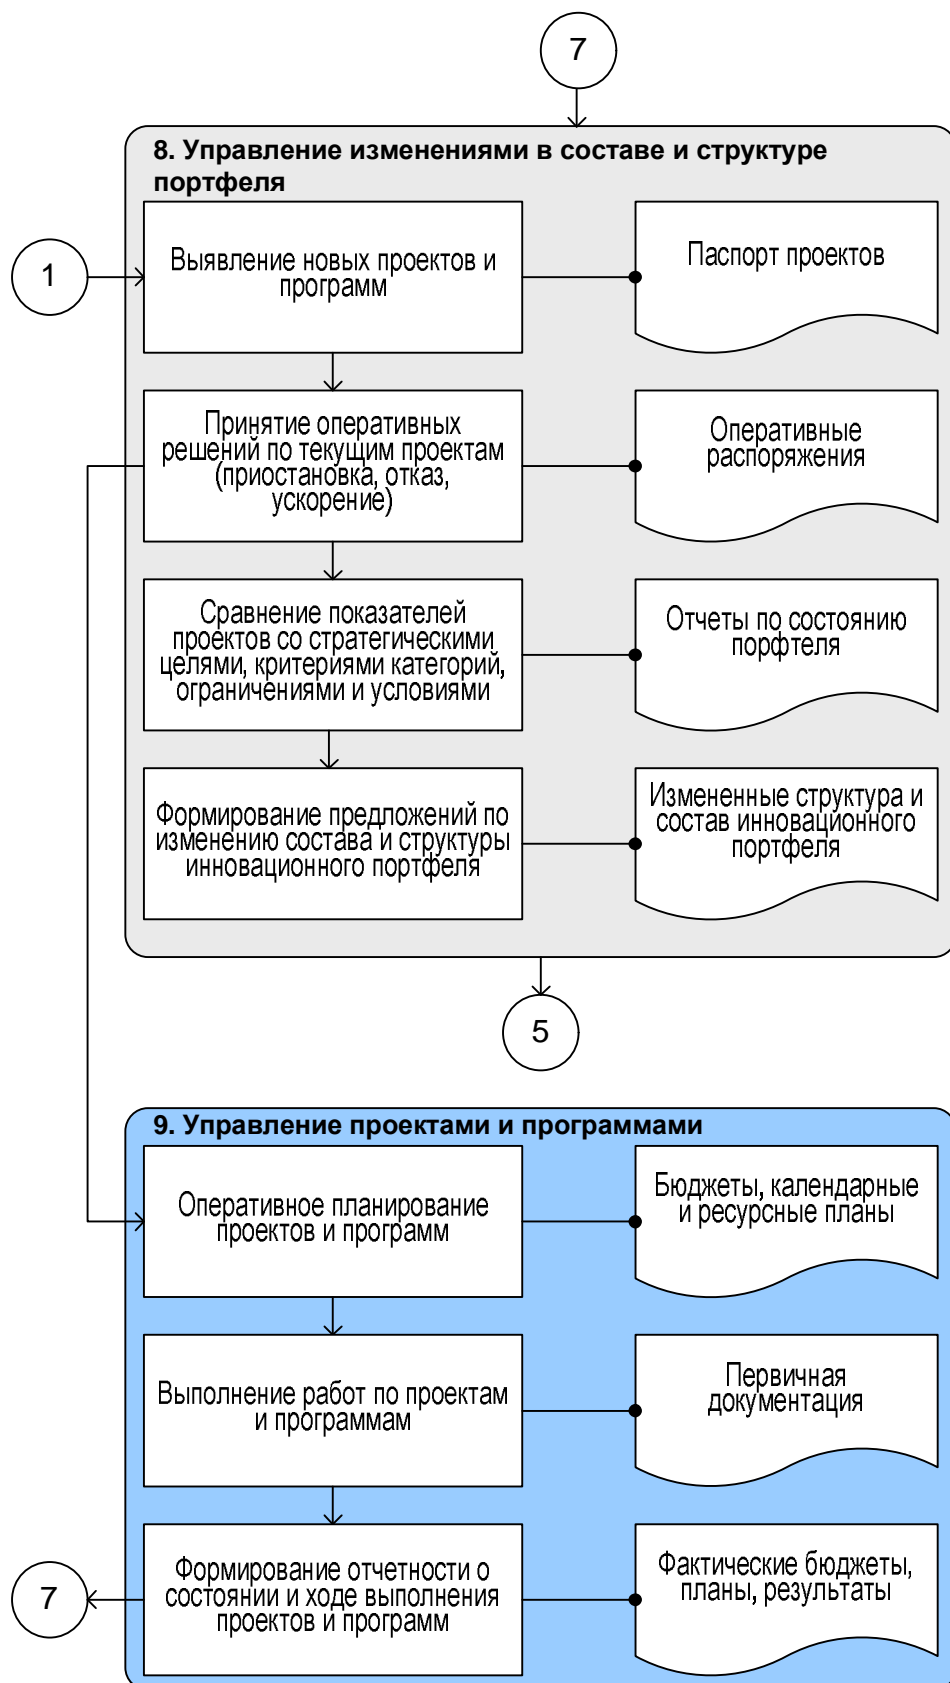 7
8. Управление изменениями в составе и структуре
портфеля
1
Выявление новых проектов и
программ
Паспорт проектов
Принятие оперативных
решений по текущим проектам
(приостановка, отказ,
ускорение)
Оперативные
распоряжения
Сравнение показателей
проектов со стратегическими
целями, критериями категорий,
ограничениями и условиями
Отчеты по состоянию
порфтеля
Формирование предложений по
изменению состава и структуры
инновационного портфеля
Измененные структура и
состав инновационного
портфеля
5
9. Управление проектами и программами
Оперативное планирование
проектов и программ
Бюджеты, календарные
и ресурсные планы
Выполнение работ по проектам
и программам
Первичная
документация
7
Формирование отчетности о
состоянии и ходе выполнения
проектов и программ
Фактические бюджеты,
планы, результаты